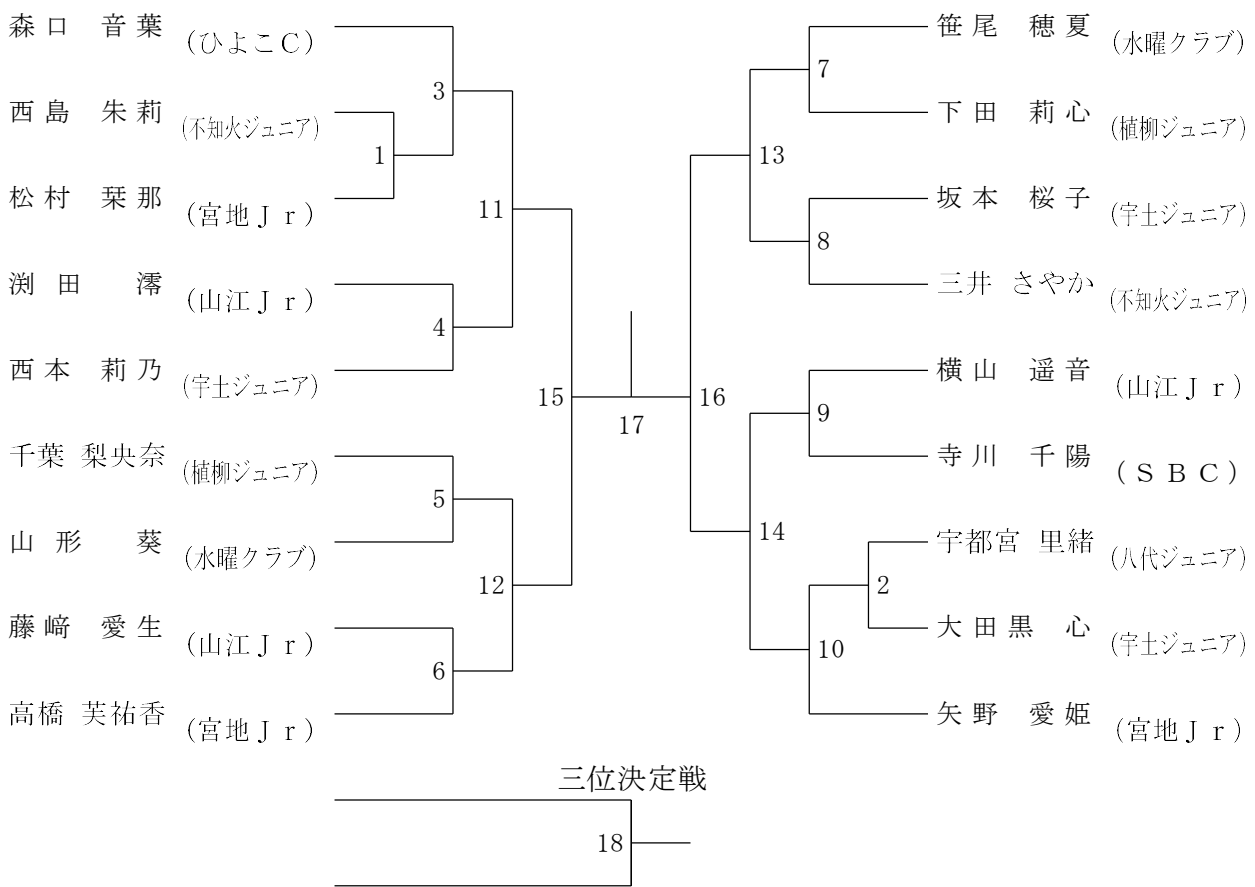 森口　音葉 (ひよこＣ)
西島　朱莉 (不知火ジュニア)
松村　栞那 (宮地Ｊｒ)
渕田　澪 (山江Ｊｒ)
西本　莉乃 (宇土ジュニア)
千葉 梨央奈 (植柳ジュニア)
山形　葵 (水曜クラブ)
藤﨑　愛生 (山江Ｊｒ)
高橋 芙祐香 (宮地Ｊｒ)
3
1
11
4
15
5
12
6
17
16
7
13
8
9
14
2
10
笹尾　穂夏 (水曜クラブ)
下田　莉心 (植柳ジュニア)
坂本　桜子 (宇土ジュニア)
三井 さやか (不知火ジュニア)
横山　遥音 (山江Ｊｒ)
寺川　千陽 (ＳＢＣ)
宇都宮 里緒 (八代ジュニア)
大田黒　心 (宇土ジュニア)
矢野　愛姫 (宮地Ｊｒ)
三位決定戦
18